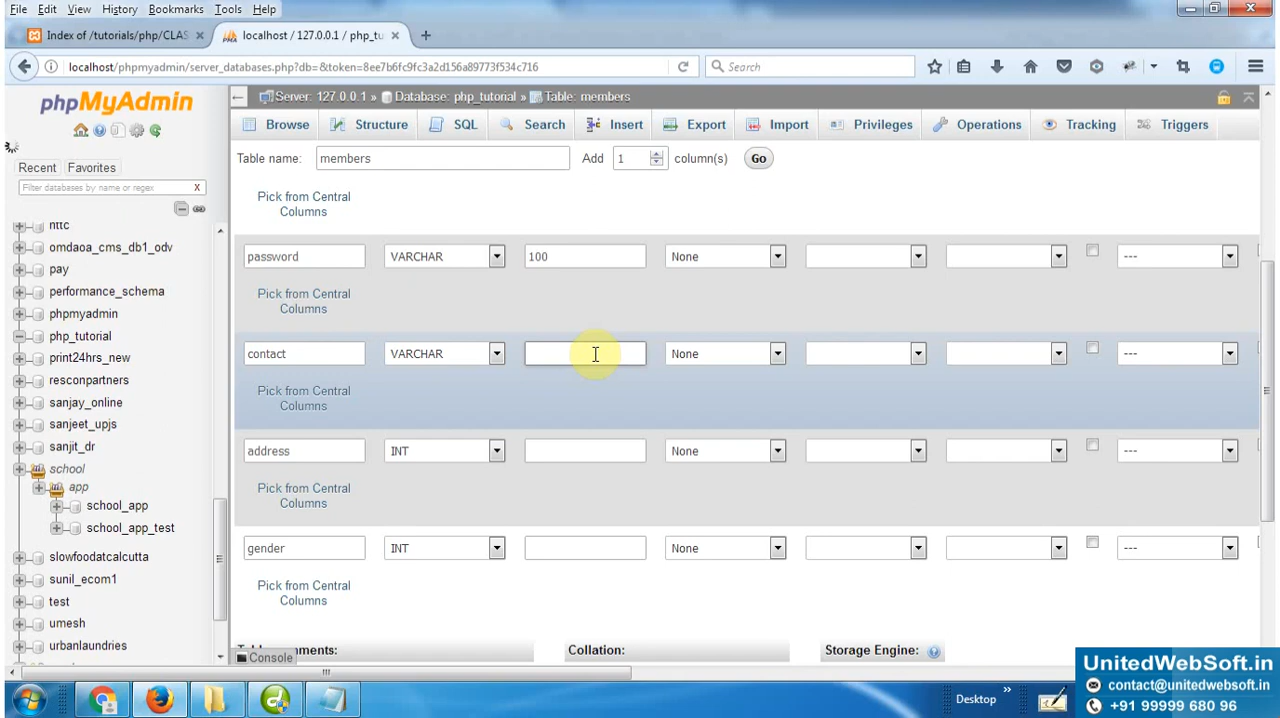 File Edit View History Bookmarks Tools Help
Index of /tutorials/php/CLAS × localhost / 127.0.0.1 / php_tu × +
localhost/phpmyadmin/server_databases.php?db=&token=8ee7b6fc9fc3a2d156a89773f534c716 Search
phpMyAdmin
Recent Favorites
Filter databases by name or regex X
nttc
omdaoa_cms_db1_odv
pay
performance_schema
phpmyadmin
php_tutorial
print24hrs_new
resconpartners
sanjay_online
sanjeet_upjs
sanjit_dr
school
app
school_app
school_app_test
slowfoodatcalcutta
sunil_ecom1
test
umesh
urbanlaundries
Server: 127.0.0.1 » Database: php_tutorial » Table: members
Browse Structure SQL Search Insert Export Import Privileges Operations Tracking Triggers
Table name: members Add 1 column(s) Go
Pick from Central
Columns
password VARCHAR 100 None ---
Pick from Central
Columns
contact VARCHAR None ---
Pick from Central
Columns
address INT None ---
Pick from Central
Columns
gender INT None ---
Pick from Central
Columns
Collation: Storage Engine:
Console
Desktop »
UnitedWebSoft.in
contact@unitedwebsoft.in
+91 99999 680 96